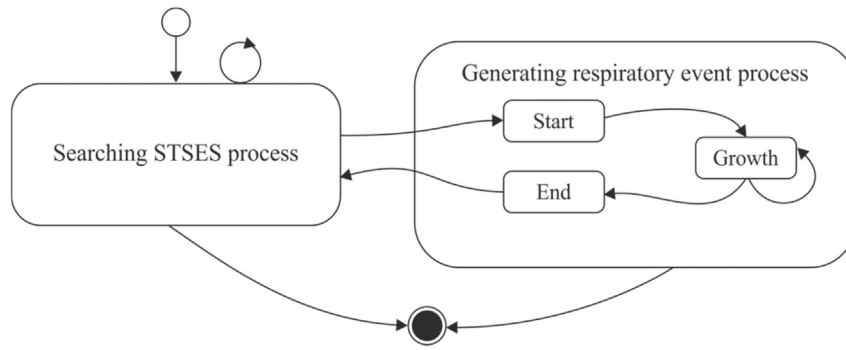 Generating respiratory event process
Searching STSES process
Start
Growth
End